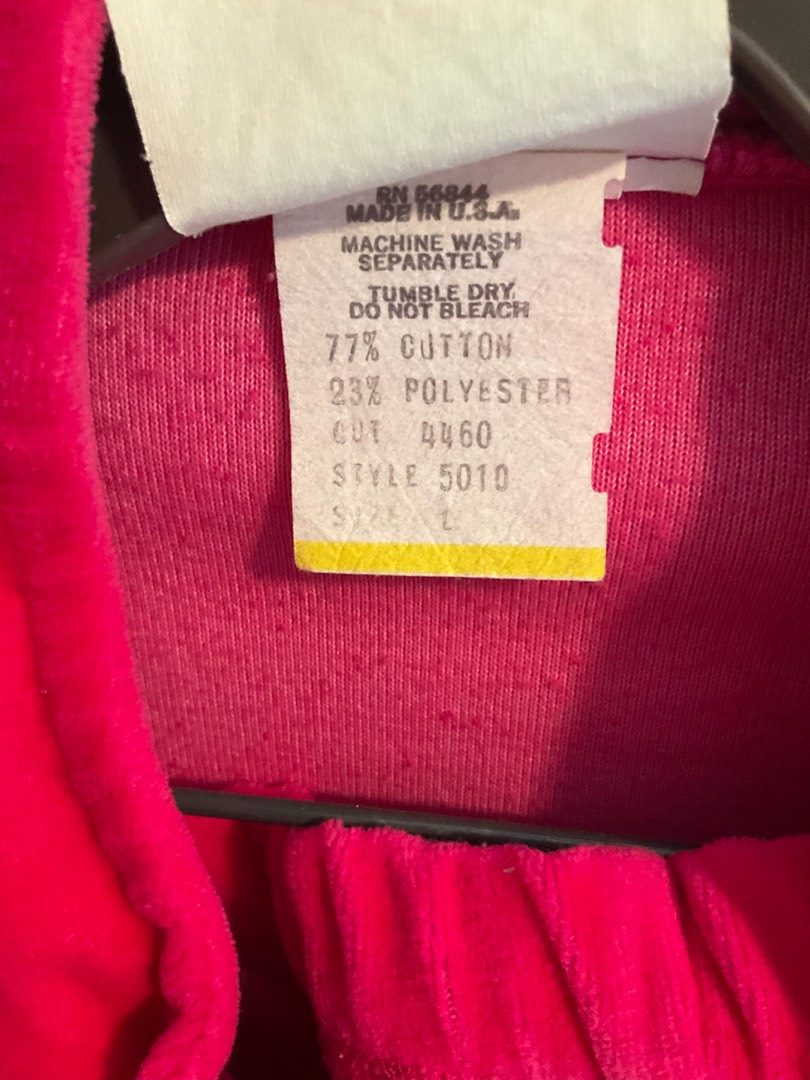 RN 56844
MADE IN U.S.A.
MACHINE WASH
SEPARATELY
TUMBLE DRY,
DO NOT BLEACH
77% COTTON
23% POLYESTER
CUT 4460
STYLE 5010
SIZE L